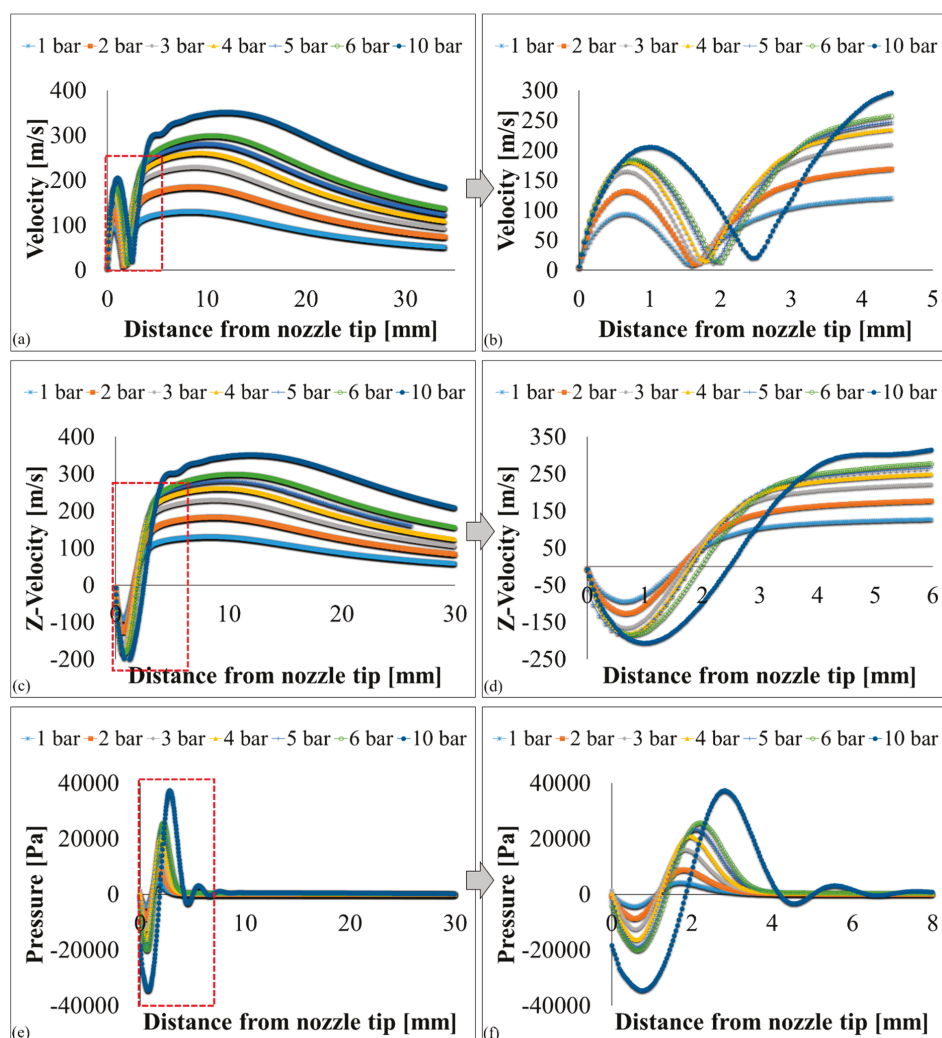 1 bar 2 bar 3 bar 4 bar 5 bar 6 bar 10 bar
400
300
200
100
0
0 10 20 30
Velocity [m/s]
Distance from nozzle tip [mm]
(a)
1 bar 2 bar 3 bar 4 bar 5 bar 6 bar 10 bar
300
250
200
150
100
50
0
0 1 2 3 4 5
Velocity [m/s]
Distance from nozzle tip [mm]
(b)
1 bar 2 bar 3 bar 4 bar 5 bar 6 bar 10 bar
400
300
200
100
0
-100
-200
0 10 20 30
Z-Velocity [m/s]
Distance from nozzle tip [mm]
(c)
1 bar 2 bar 3 bar 4 bar 5 bar 6 bar 10 bar
350
250
150
50
-50
-150
-250
0 1 2 3 4 5 6
Z-Velocity [m/s]
Distance from nozzle tip [mm]
(d)
1 bar 2 bar 3 bar 4 bar 5 bar 6 bar 10 bar
40000
20000
0
-20000
-40000
0 10 20 30
Pressure [Pa]
Distance from nozzle tip [mm]
(e)
1 bar 2 bar 3 bar 4 bar 5 bar 6 bar 10 bar
40000
20000
0
-20000
-40000
0 2 4 6 8
Pressure [Pa]
Distance from nozzle tip [mm]
(f)